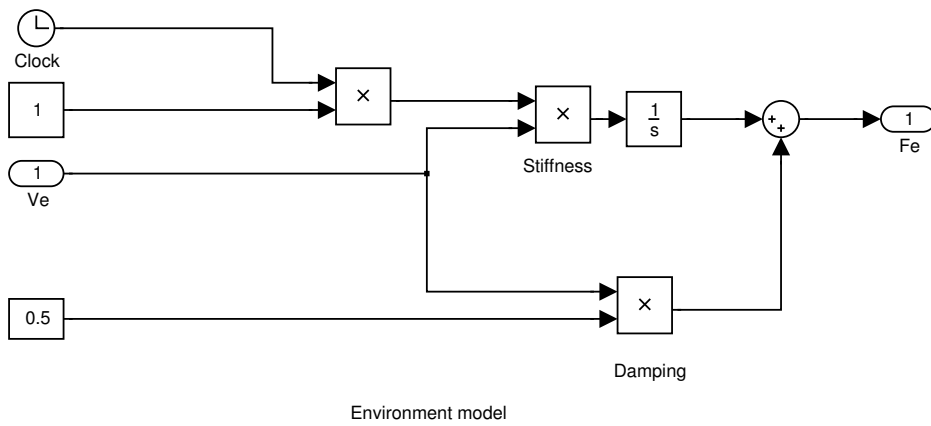 Clock
1
×
×
1
s
1
Fe
Stiffness
1
Ve
0.5
×
Damping
Environment model